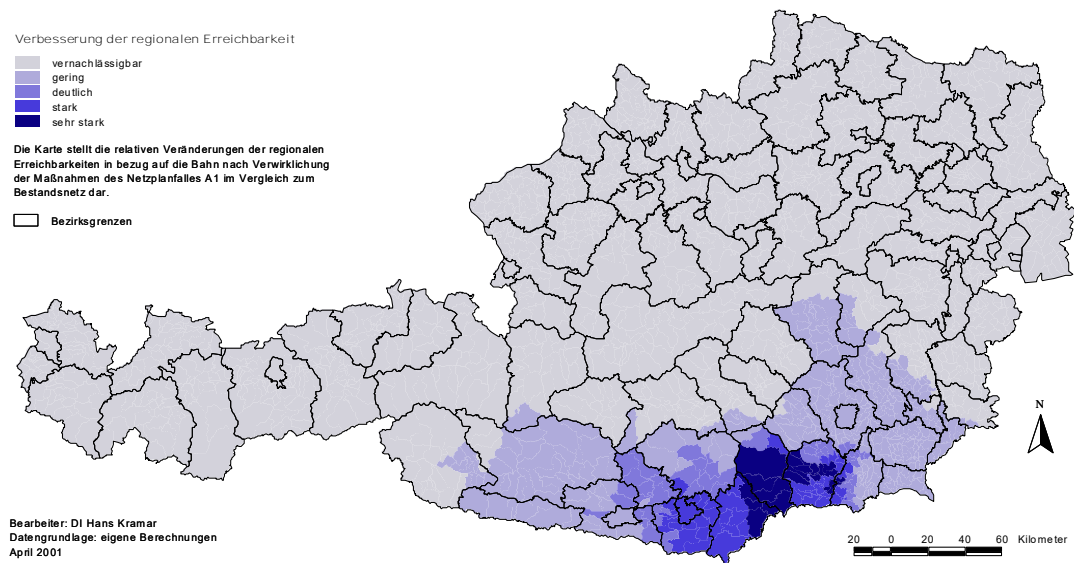 Verbesserung der regionalen Erreichbarkeit
vernachlässigbar
gering
deutlich
stark
sehr stark
Die Karte stellt die relativen Veränderungen der regionalen
Erreichbarkeiten in bezug auf die Bahn nach Verwirklichung
der Maßnahmen des Netzplanfalles A1 im Vergleich zum
Bestandsnetz dar.
Bezirksgrenzen
N
Bearbeiter: DI Hans Kramar
Datengrundlage: eigene Berechnungen
April 2001
20 0 20 40 60 Kilometer